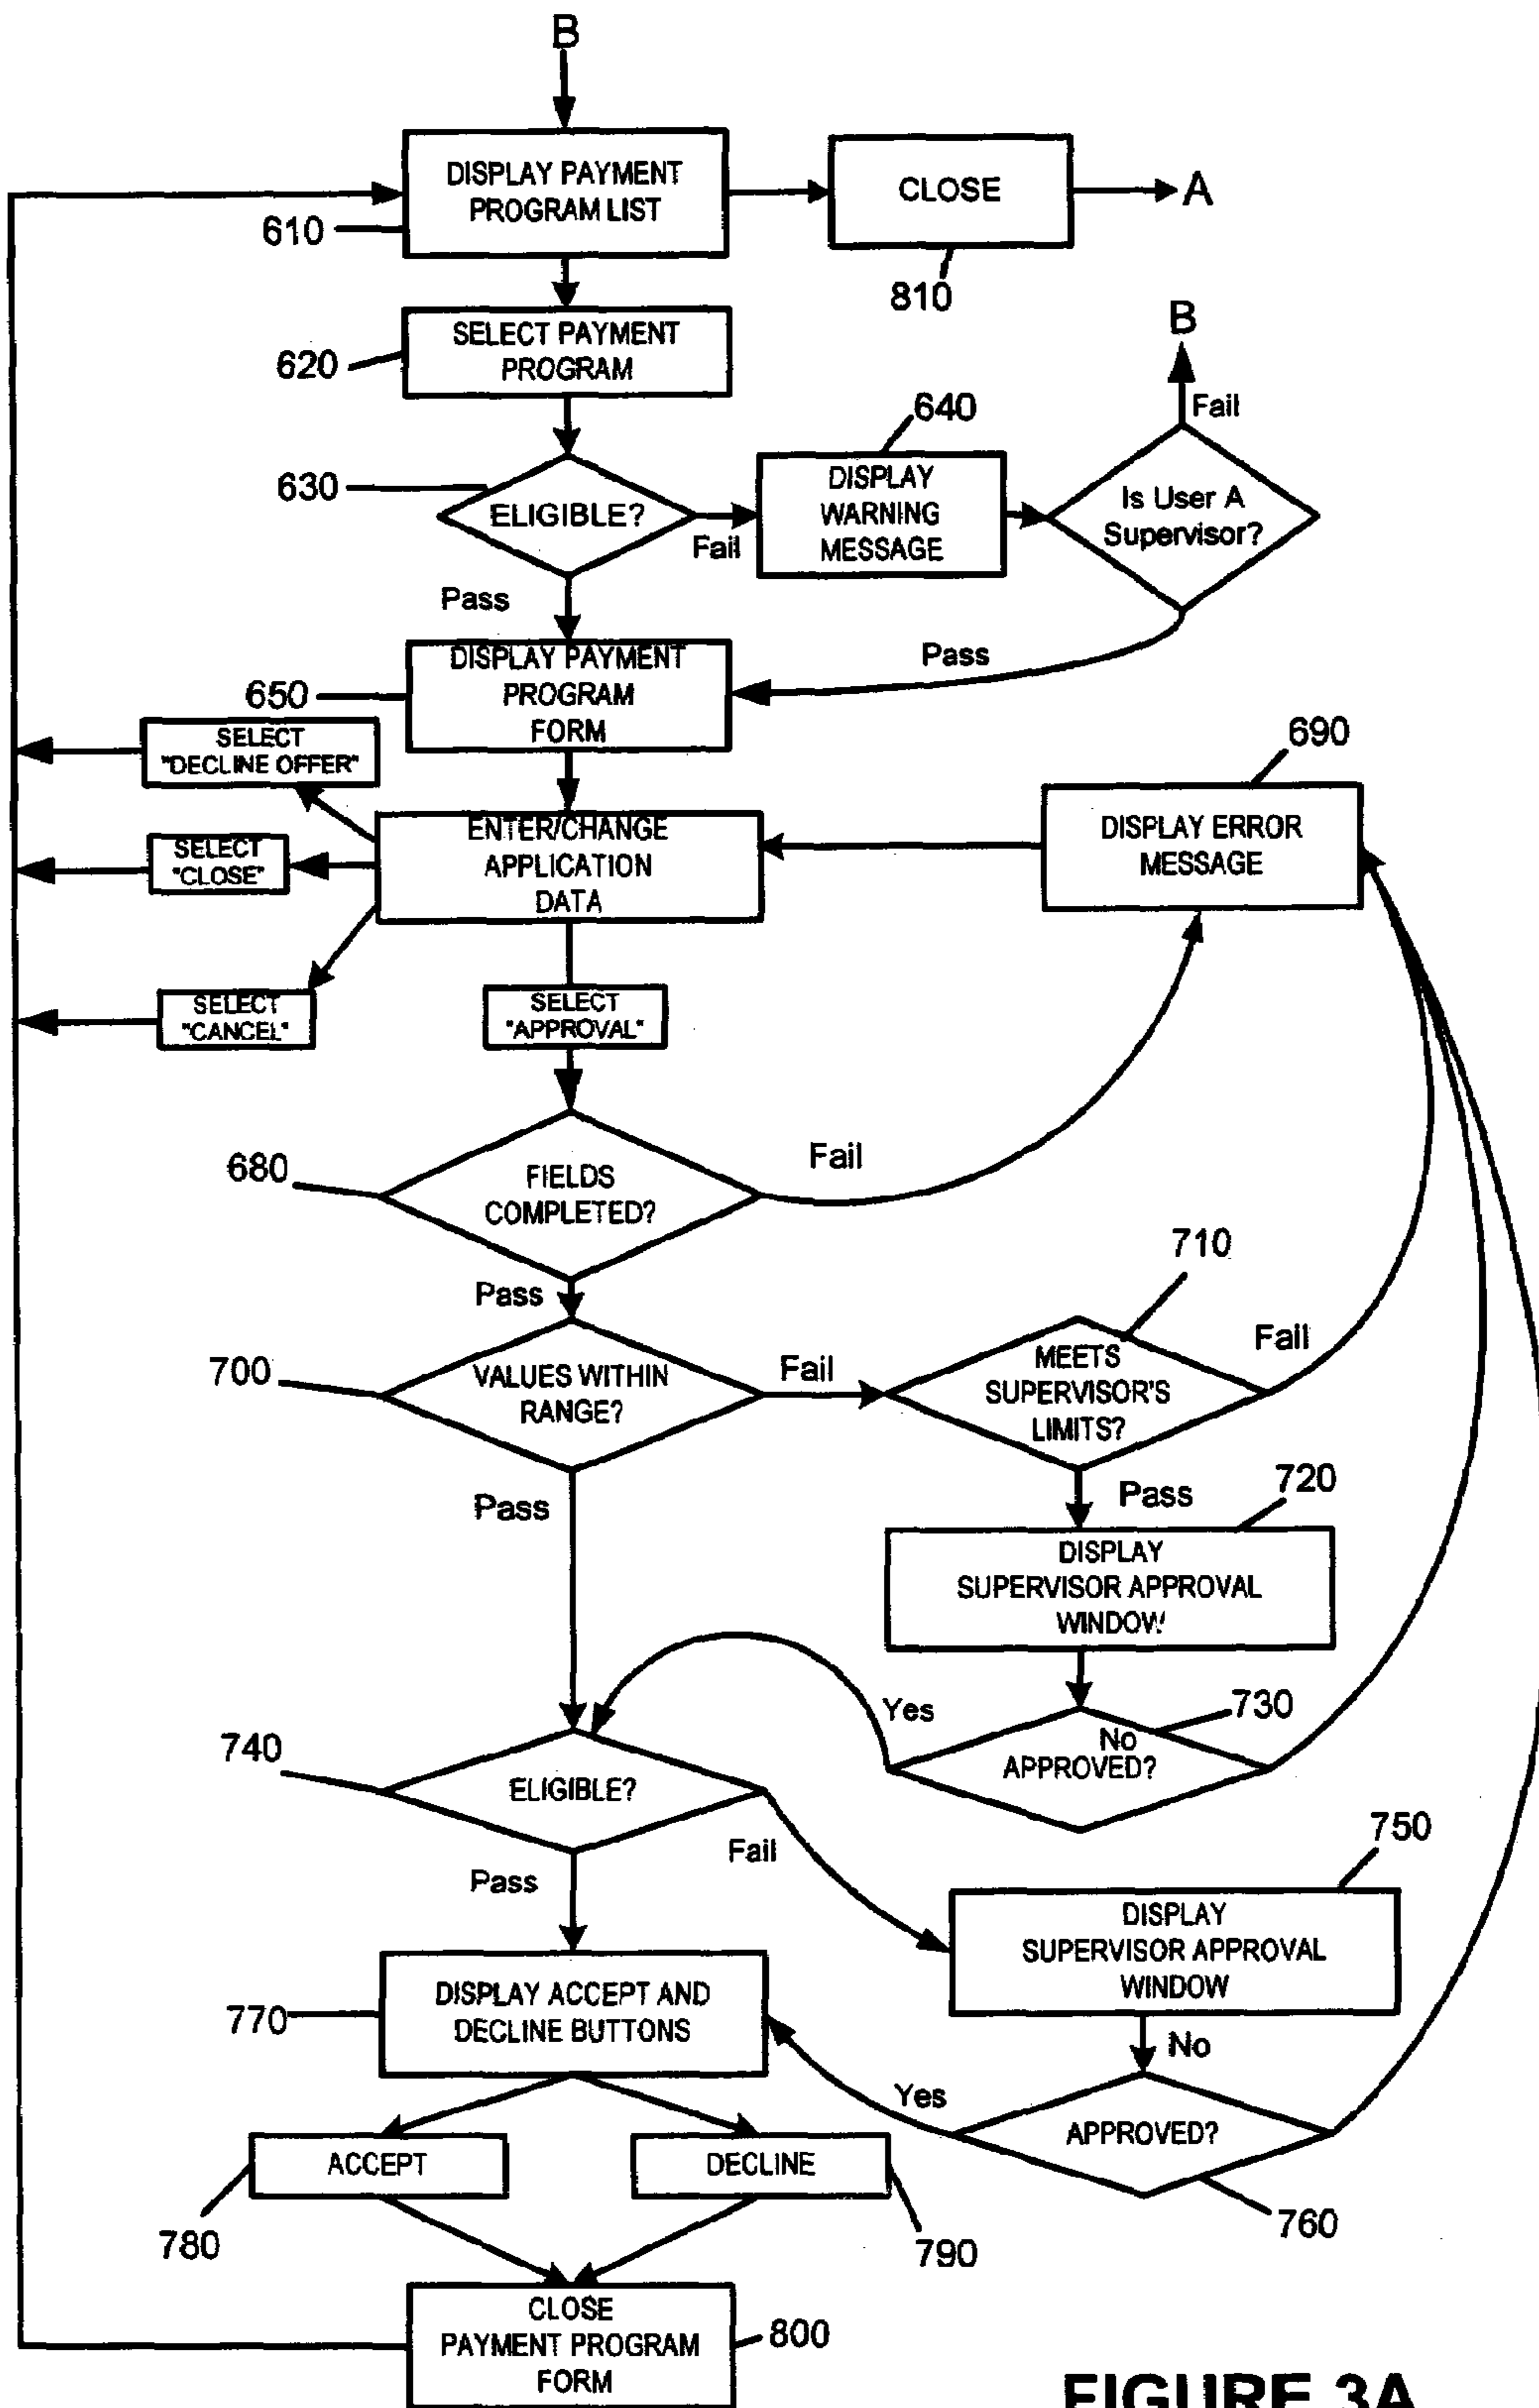 B
DISPLAY PAYMENT
PROGRAM LIST
CLOSE
A
610
810
SELECT PAYMENT
PROGRAM
620
B
Fail
640
630
ELIGIBLE?
Fail
DISPLAY
WARNING
MESSAGE
Is User A
Supervisor?
Pass
Pass
DISPLAY PAYMENT
PROGRAM
FORM
650
SELECT
"DECLINE OFFER"
690
ENTER/CHANGE
APPLICATION
DATA
DISPLAY ERROR
MESSAGE
SELECT
"CLOSE"
SELECT
"CANCEL"
SELECT
"APPROVAL"
680
FIELDS
COMPLETED?
Fail
Pass
710
700
VALUES WITHIN
RANGE?
Fail
MEETS
SUPERVISOR'S
LIMITS?
Fail
Pass
Pass
720
DISPLAY
SUPERVISOR APPROVAL
WINDOW
Yes
No
730
APPROVED?
740
ELIGIBLE?
Fail
Pass
750
DISPLAY
SUPERVISOR APPROVAL
WINDOW
770
DISPLAY ACCEPT AND
DECLINE BUTTONS
No
Yes
APPROVED?
760
ACCEPT
DECLINE
780
790
CLOSE
PAYMENT PROGRAM
FORM
800
FIGURE 3A